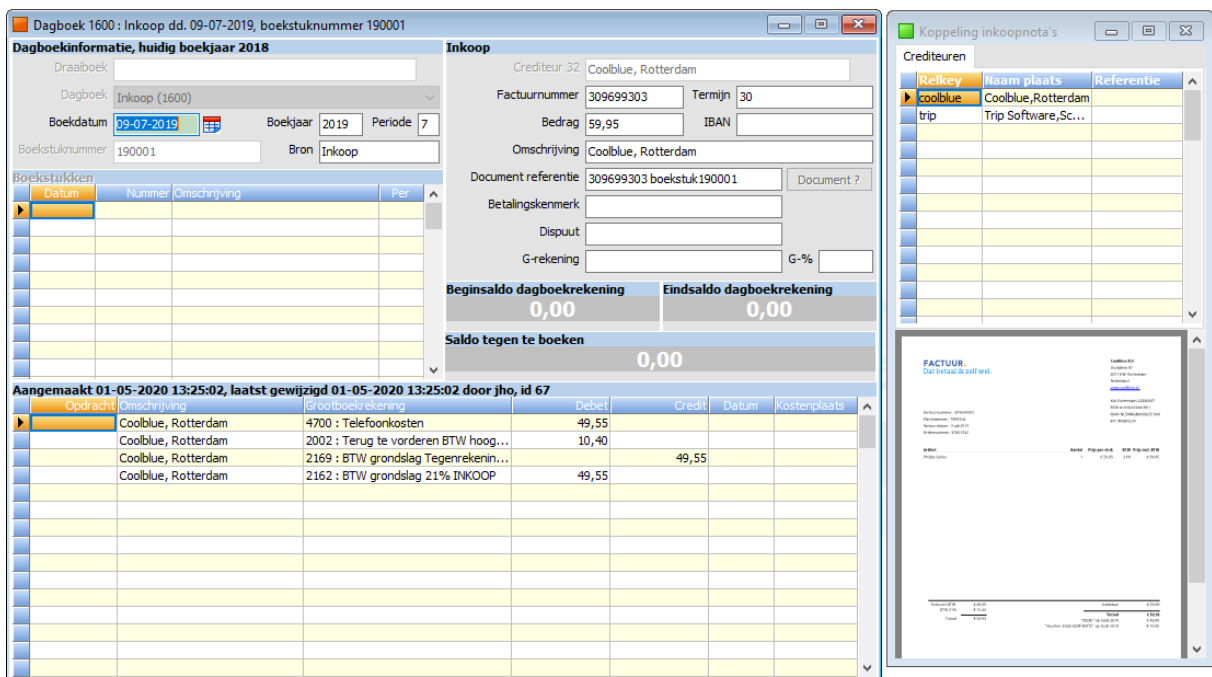 Dagboek 1600 : Inkoop dd. 09-07-2019, boekstuknummer 190001
Dagboekinformatie, huidig boekjaar 2018
Draaiboek
Dagboek Inkoop (1600)
Boekdatum 09-07-2019 Boekjaar 2019 Periode 7
Boekstuknummer 190001 Bron Inkoop
Boekstukken
Datum Nummer Omschrijving Per
Inkoop
Crediteur 32 Coolblue, Rotterdam
Factuurnummer 309699303 Termijn 30
Bedrag 59,95 IBAN
Omschrijving Coolblue, Rotterdam
Document referentie 309699303 boekstuk190001 Document ?
Betalingskenmerk
Dispuut
G-rekening G-%
Beginsaldo dagboekrekening Eindsaldo dagboekrekening
0,00 0,00
Saldo tegen te boeken
0,00
Aangemaakt 01-05-2020 13:25:02, laatst gewijzigd 01-05-2020 13:25:02 door jho, id 67
Opdracht Omschrijving Grootboekrekening Debet Credit Datum Kostenplaats
Coolblue, Rotterdam 4700 : Telefoonkosten 49,55
Coolblue, Rotterdam 2002 : Terug te vorderen BTW hoog... 10,40
Coolblue, Rotterdam 2169 : BTW grondslag Tegenrekenin... 49,55
Coolblue, Rotterdam 2162 : BTW grondslag 21% INKOOP 49,55
Koppeling inkoopnota's
Crediteuren
Relkey Naam plaats Referentie
coolblue Coolblue,Rotterdam
trip Trip Software,Sc...
FACTUUR.
Dat betaal ik zelf wel.
Coolblue B.V.